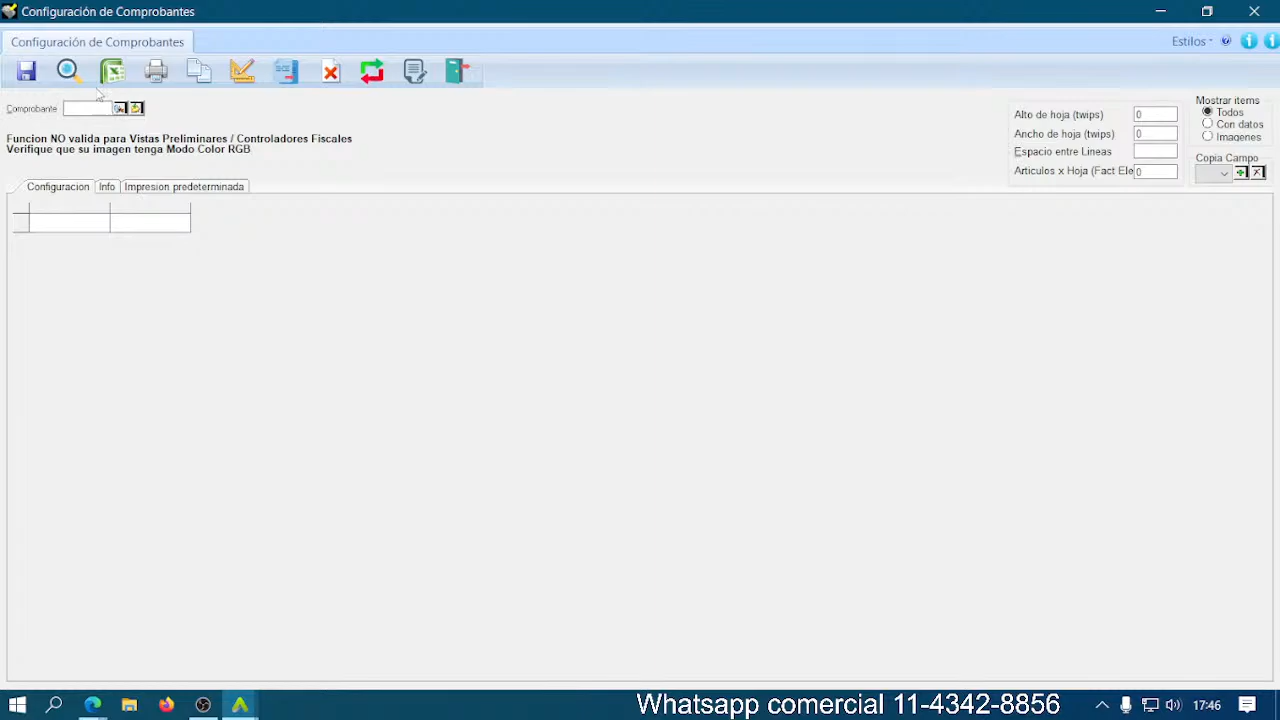 Configuración de Comprobantes
Configuración de Comprobantes
Estilos
Comprobante
Funcion NO valida para Vistas Preliminares / Controladores Fiscales
Verifique que su imagen tenga Modo Color RGB
Alto de hoja (twips)
0
Ancho de hoja (twips)
0
Espacio entre Lineas
Articulos x Hoja (Fact Ele
0
Mostrar items
Todos
Con datos
Imagenes
Copia Campo
Configuracion
Info
Impresion predeterminada
Whatsapp comercial 11-4342-8856
17:46